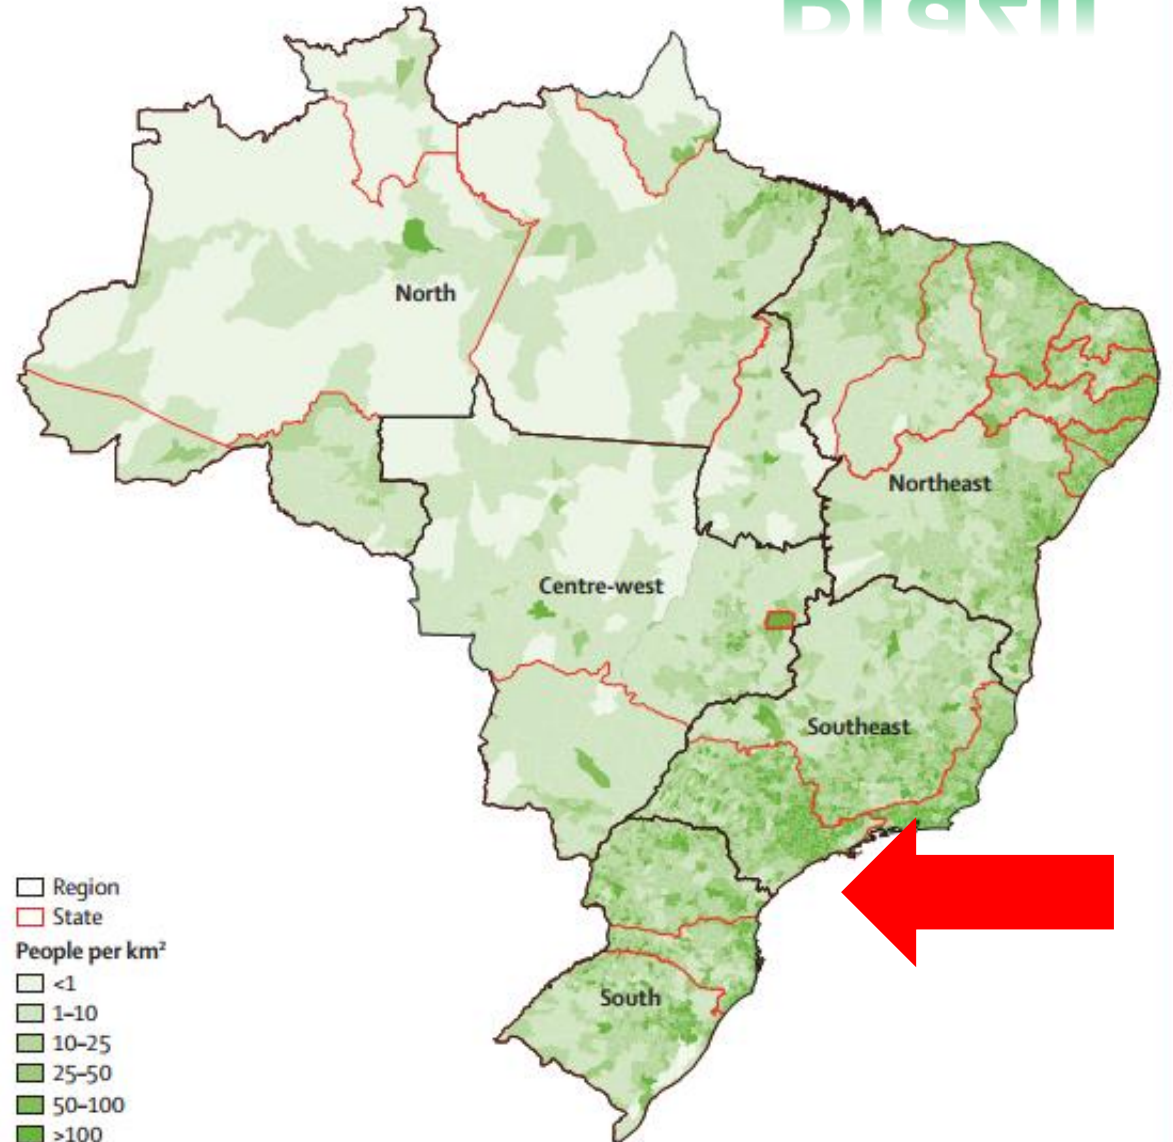 Brazil
North
Northeast
Centre-west
Southeast
South
Region
State
People per km²
<1
1–10
10–25
25–50
50–100
>100